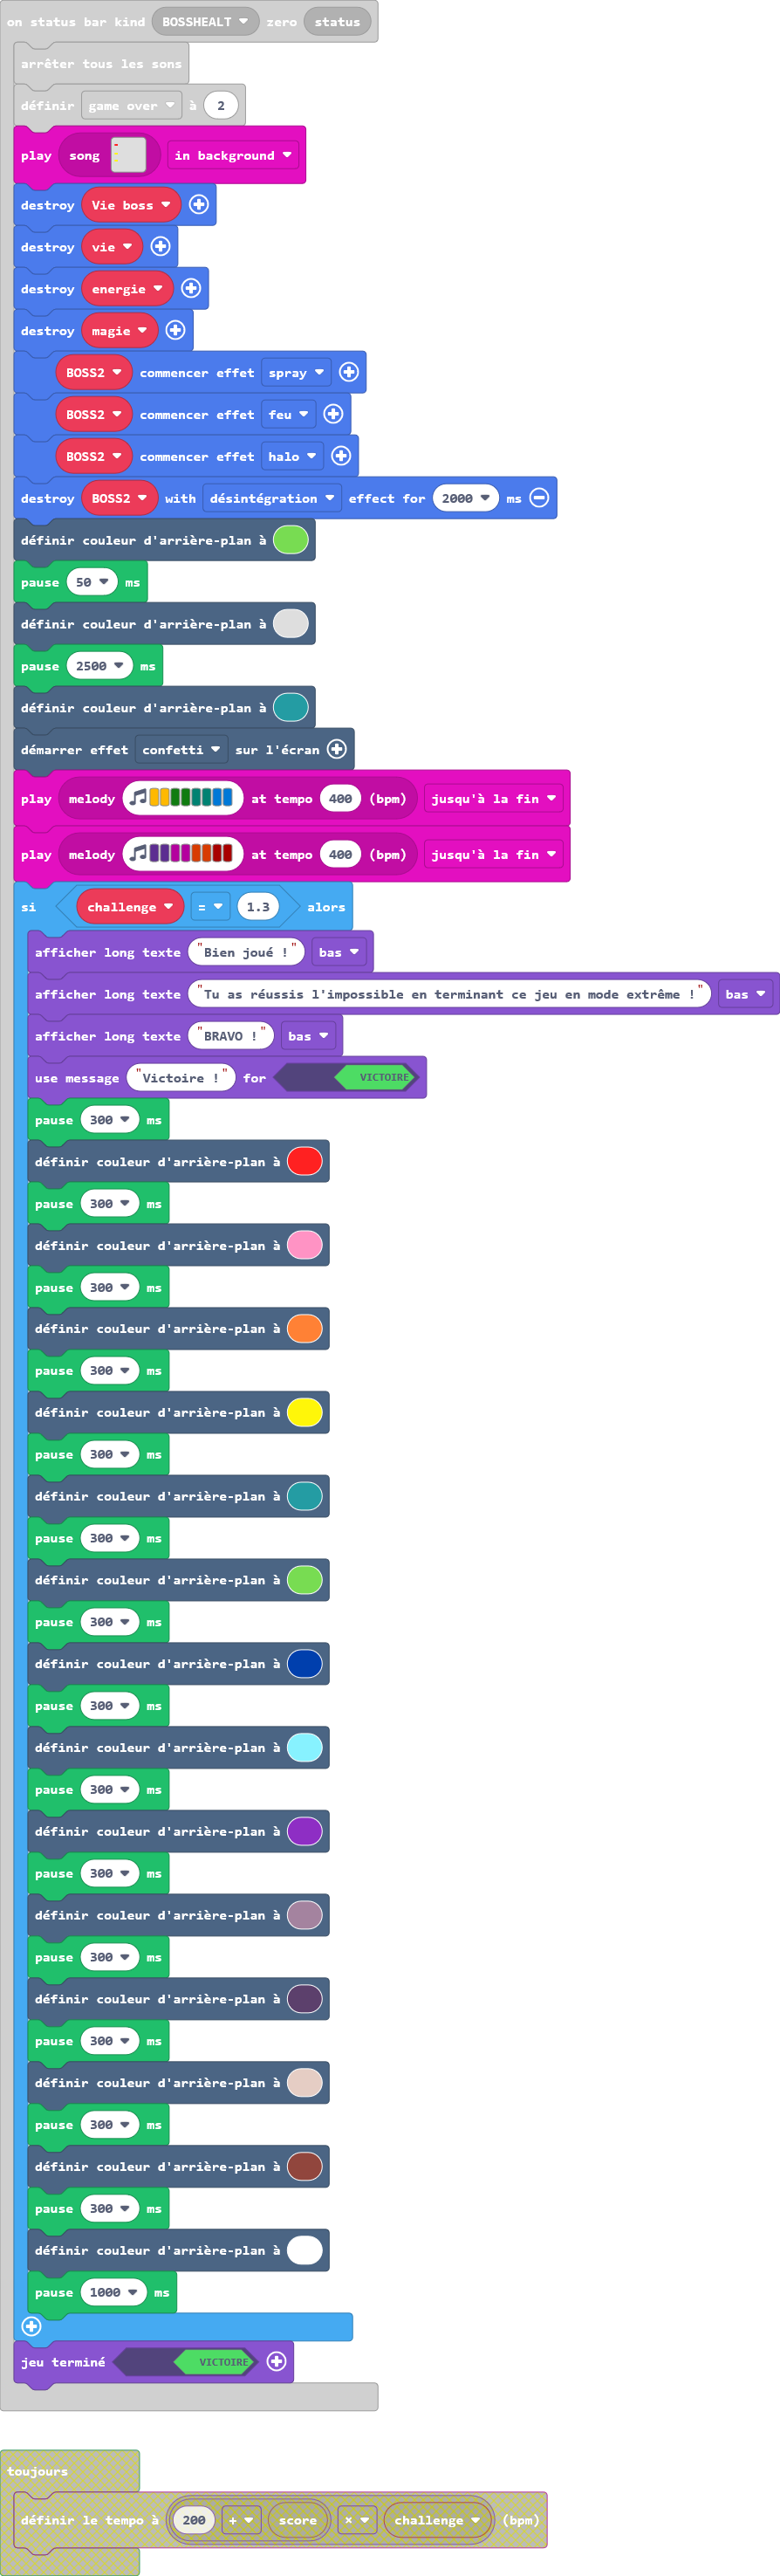 on status bar kind BOSSHEALT zero status
arrêter tous les sons
définir game over à 2
play song in background
destroy Vie boss
destroy vie
destroy energie
destroy magie
BOSS2 commencer effet spray
BOSS2 commencer effet feu
BOSS2 commencer effet halo
destroy BOSS2 with désintégration effect for 2000 ms
définir couleur d'arrière-plan à
pause 50 ms
définir couleur d'arrière-plan à
pause 2500 ms
définir couleur d'arrière-plan à
démarrer effet confetti sur l'écran
play melody at tempo 400 (bpm) jusqu'à la fin
play melody at tempo 400 (bpm) jusqu'à la fin
si challenge = 1.3 alors
afficher long texte "Bien joué !" bas
afficher long texte "Tu as réussis l'impossible en terminant ce jeu en mode extrême !" bas
afficher long texte "BRAVO !" bas
use message "Victoire !" for VICTOIRE
pause 300 ms
définir couleur d'arrière-plan à
pause 300 ms
définir couleur d'arrière-plan à
pause 300 ms
définir couleur d'arrière-plan à
pause 300 ms
définir couleur d'arrière-plan à
pause 300 ms
définir couleur d'arrière-plan à
pause 300 ms
définir couleur d'arrière-plan à
pause 300 ms
définir couleur d'arrière-plan à
pause 300 ms
définir couleur d'arrière-plan à
pause 300 ms
définir couleur d'arrière-plan à
pause 300 ms
définir couleur d'arrière-plan à
pause 300 ms
définir couleur d'arrière-plan à
pause 300 ms
définir couleur d'arrière-plan à
pause 300 ms
définir couleur d'arrière-plan à
pause 300 ms
définir couleur d'arrière-plan à
pause 1000 ms
jeu terminé VICTOIRE
toujours
définir le tempo à 200 + score × challenge (bpm)